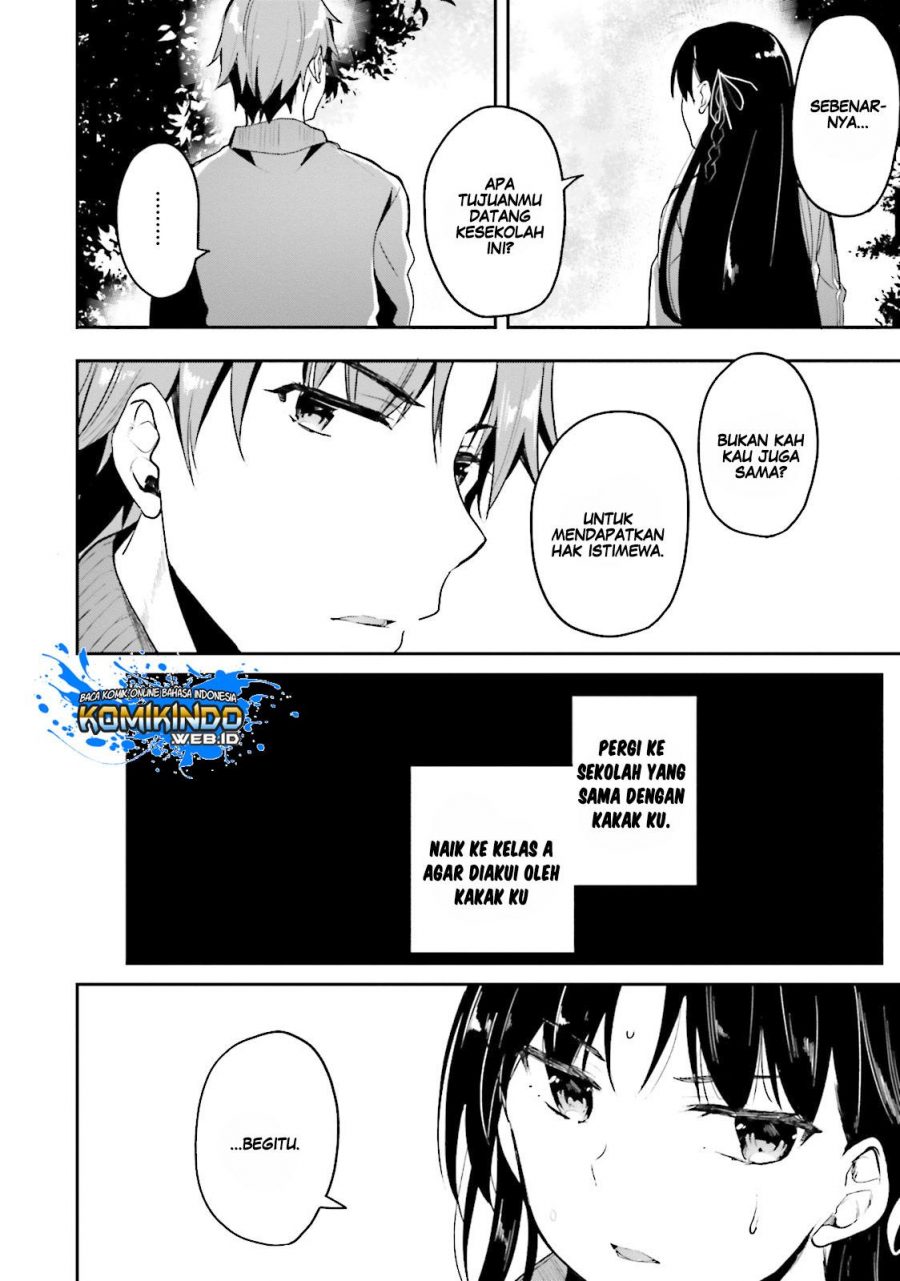 SEBENAR-
NYA...
APA
TUJUANMU
DATANG
KESEKOLAH
INI?
.........
BUKAN KAH
KAU JUGA
SAMA?
UNTUK
MENDAPATKAN
HAK ISTIMEWA.
PERGI KE
SEKOLAH YANG
SAMA DENGAN
KAKAK KU.
NAIK KE KELAS A
AGAR DIAKUI OLEH
KAKAK KU
BACA KOMIK ONLINE BAHASA INDONESIA
KOMIKINDO
WEB.ID
...BEGITU.